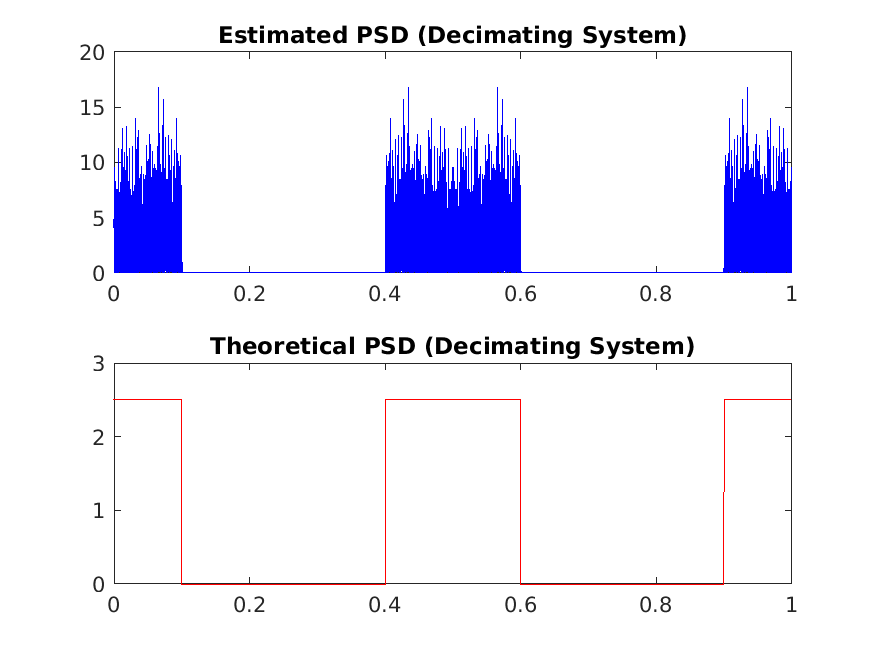 Estimated PSD (Decimating System)
20
15
10
5
0
0 0.2 0.4 0.6 0.8 1
Theoretical PSD (Decimating System)
3
2
1
0
0 0.2 0.4 0.6 0.8 1